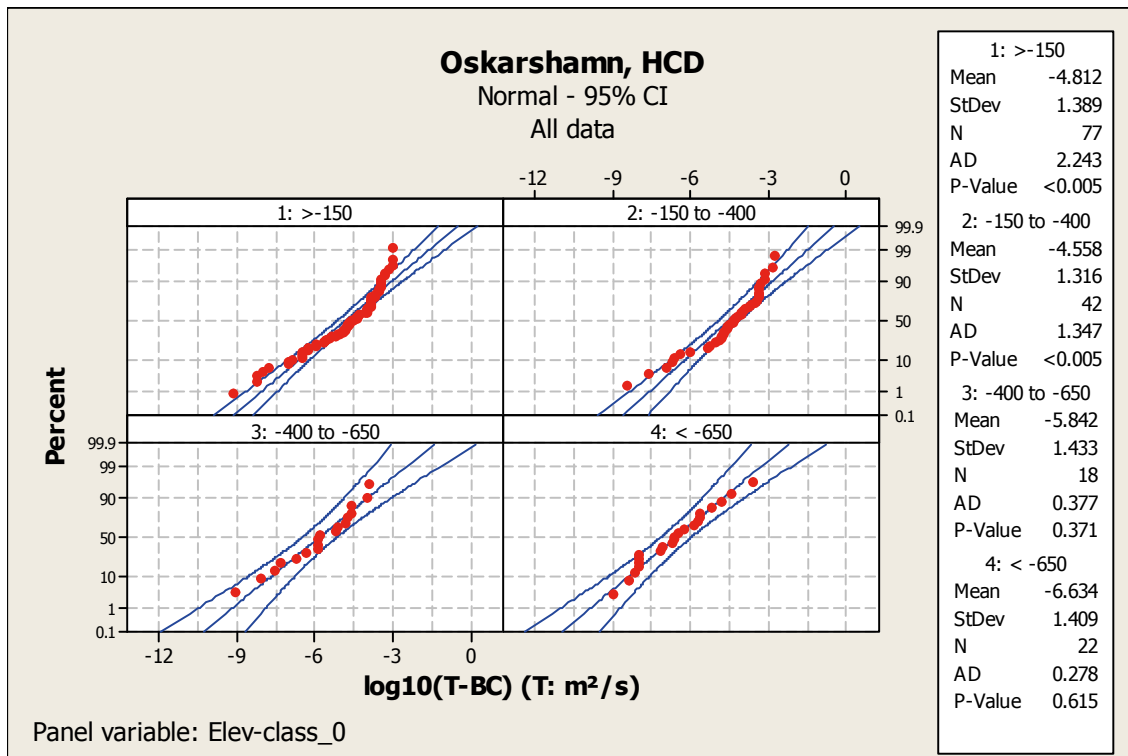 Oskarshamn, HCD
Normal - 95% CI
All data
-12 -9 -6 -3 0
1: >-150
2: -150 to -400
99.9
99
90
50
10
1
0.1
3: -400 to -650
4: < -650
99.9
99
90
50
10
1
0.1
Percent
-12 -9 -6 -3 0
log10(T-BC) (T: m²/s)
Panel variable: Elev-class_0
1: >-150
Mean -4.812
StDev 1.389
N 77
AD 2.243
P-Value <0.005
2: -150 to -400
Mean -4.558
StDev 1.316
N 42
AD 1.347
P-Value <0.005
3: -400 to -650
Mean -5.842
StDev 1.433
N 18
AD 0.377
P-Value 0.371
4: < -650
Mean -6.634
StDev 1.409
N 22
AD 0.278
P-Value 0.615